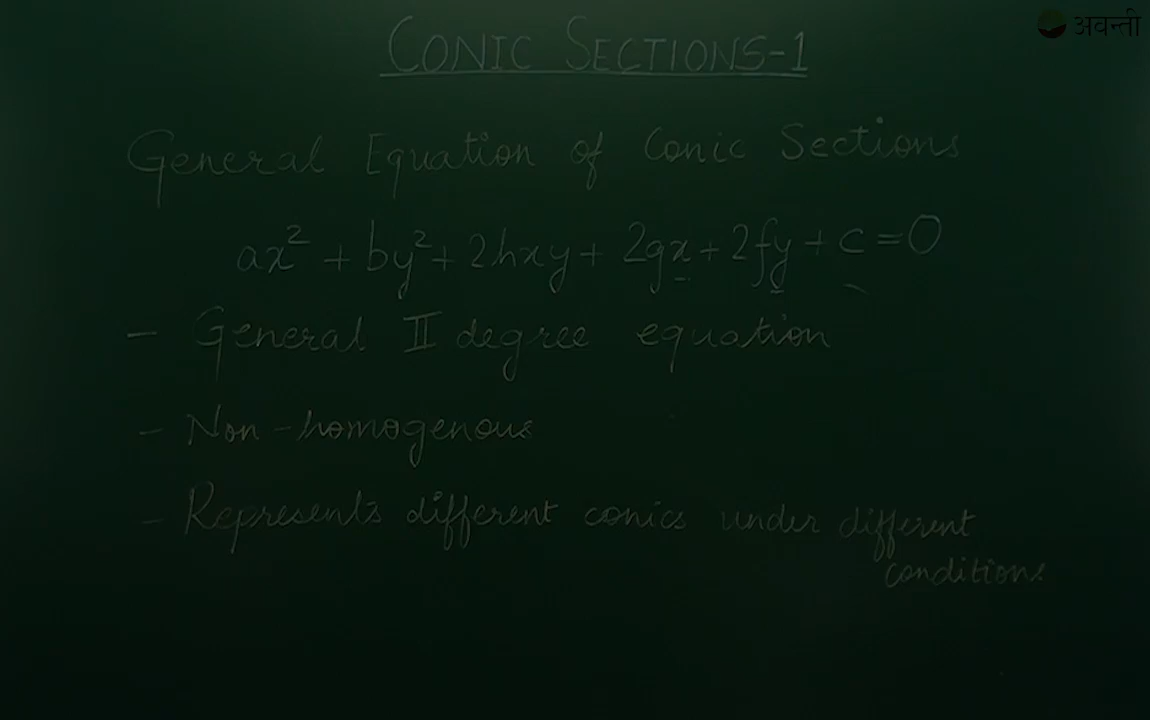 अवन्ती
CONIC SECTIONS-1
General Equation of Conic Sections
ax² + by² + 2hxy + 2gx + 2fy + c = 0
- General II degree equation
- Non-homogenous
- Represents different conics under different
conditions